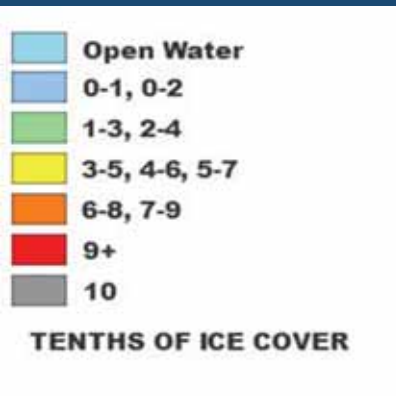 Open Water
0-1, 0-2
1-3, 2-4
3-5, 4-6, 5-7
6-8, 7-9
9+
10
TENTHS OF ICE COVER